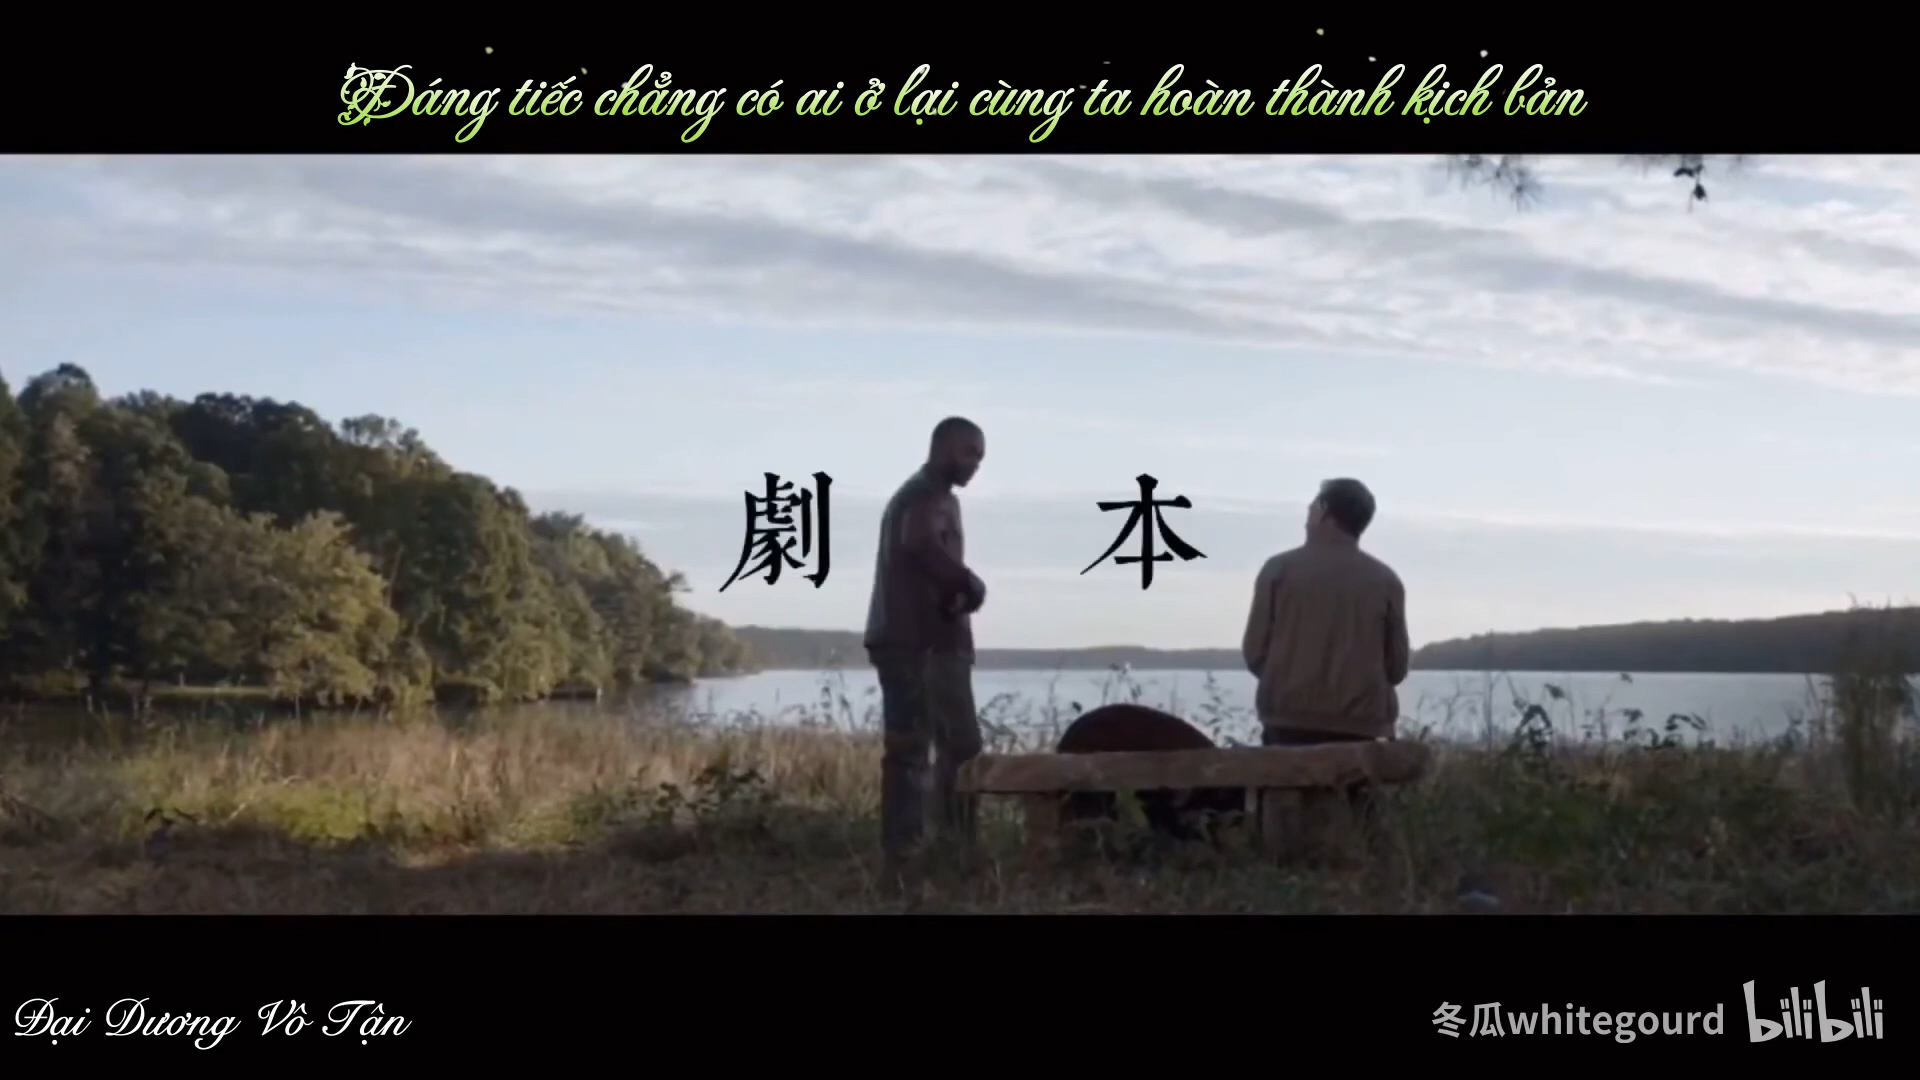 Đáng tiếc chẳng có ai ở lại cùng ta hoàn thành kịch bản
劇 本
Đại Dương Vô Tận
冬瓜whitegourd bilibili